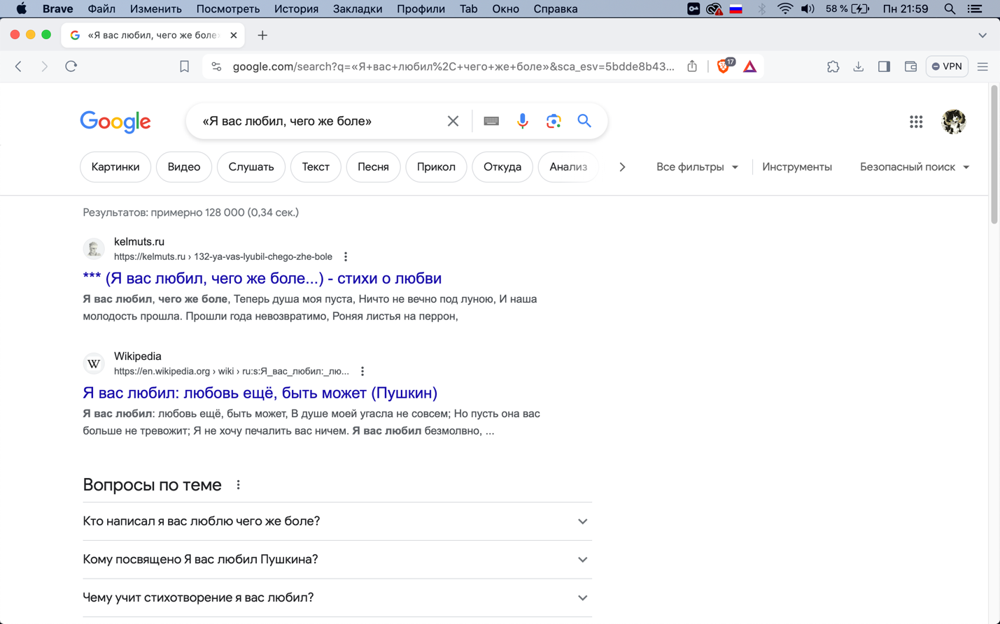 Brave Файл Изменить Посмотреть История Закладки Профили Tab Окно Справка 58 % Пн 21:59
«Я вас любил, чего же боле»
google.com/search?q=«Я+вас+любил%2C+чего+же+боле»&sca_esv=5bdde8b43... 17 VPN
Google «Я вас любил, чего же боле»
Картинки Видео Слушать Текст Песня Прикол Откуда Анализ Все фильтры Инструменты Безопасный поиск
Результатов: примерно 128 000 (0,34 сек.)
kelmuts.ru
https://kelmuts.ru › 132-ya-vas-lyubil-chego-zhe-bole
*** (Я вас любил, чего же боле...) - стихи о любви
Я вас любил, чего же боле, Теперь душа моя пуста, Ничто не вечно под луною, И наша
молодость прошла. Прошли года невозвратимо, Роняя листья на перрон,
W Wikipedia
https://en.wikipedia.org › wiki › ru:s:Я_вас_любил:_лю...
Я вас любил: любовь ещё, быть может (Пушкин)
Я вас любил: любовь ещё, быть может, В душе моей угасла не совсем; Но пусть она вас
больше не тревожит; Я не хочу печалить вас ничем. Я вас любил безмолвно, ...
Вопросы по теме
Кто написал я вас люблю чего же боле?
Кому посвящено Я вас любил Пушкина?
Чему учит стихотворение я вас любил?